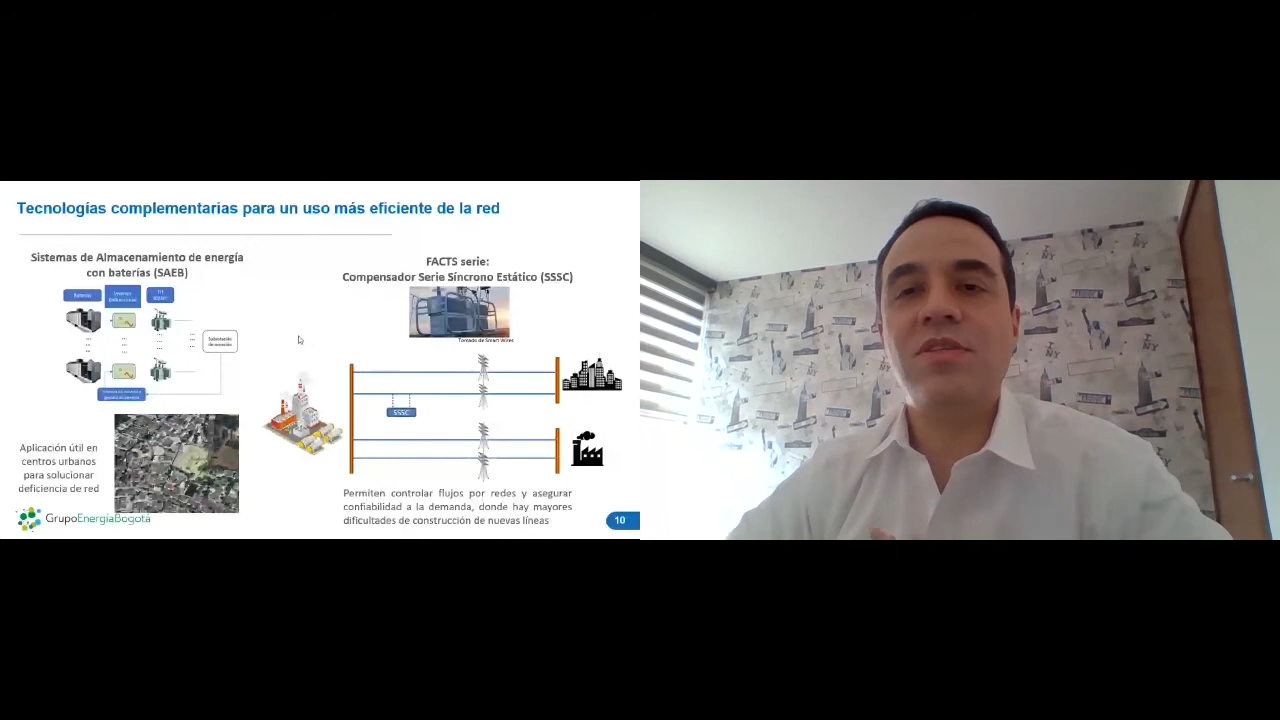 Tecnologías complementarias para un uso más eficiente de la red
Sistemas de Almacenamiento de energía
con baterías (SAEB)
Batería
Aplicación útil en
centros urbanos
para solucionar
deficiencia de red
GrupoEnergíaBogotá
FACTS serie:
Compensador Serie Síncrono Estático (SSSC)
Tomado de Smart Wires
SSSC
Permiten controlar flujos por redes y asegurar
confiabilidad a la demanda, donde hay mayores
dificultades de construcción de nuevas líneas
10
NY
NY